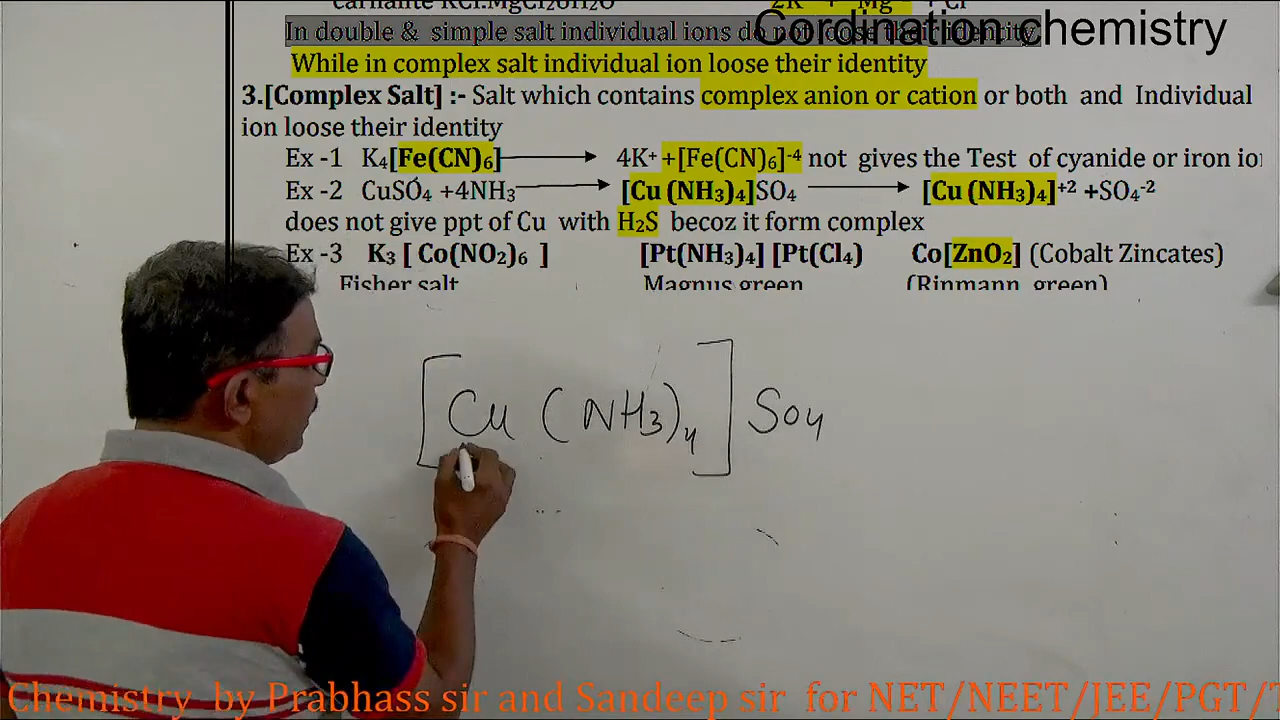 carnalite KCl.MgCl
Cordination chemistry
In double & simple salt individual ions do not loose their identity
While in complex salt individual ion loose their identity
3.[Complex Salt] :- Salt which contains complex anion or cation or both and Individual
ion loose their identity
Ex -1 K4[Fe(CN)6] → 4K+ +[Fe(CN)6]-4 not gives the Test of cyanide or iron
Ex -2 CuSO4 +4NH3 → [Cu (NH3)4]SO4 → [Cu (NH3)4]+2 +SO4-2
does not give ppt of Cu with H2S becoz it form complex
Ex -3 K3 [ Co(NO2)6 ] [Pt(NH3)4] [Pt(Cl4) Co[ZnO2] (Cobalt Zincates)
Fisher salt Magnus green (Rinmann green)
[Cu (NH3)4] So4
Chemistry by Prabhass sir and Sandeep sir for NET/NEET/JEE/PGT/